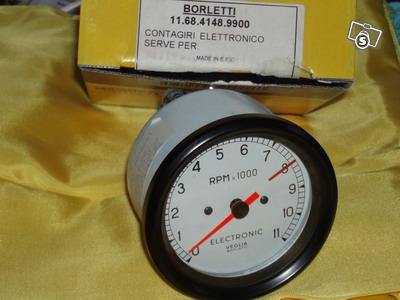 BORLETTI
11.68.4148.9900
CONTAGIRI ELETTRONICO
SERVE PER:
MADE IN E.E.C.
0 1 2 3 4 5 6 7 8 9 10 11
RPM x 1000
ELECTRONIC
VEGLIA
BORLETTI